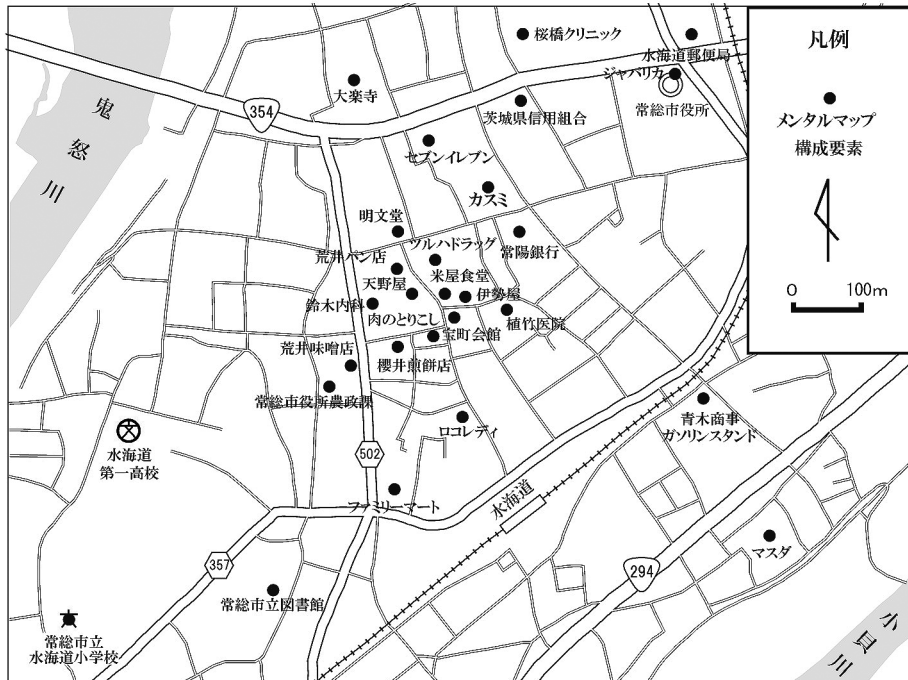 桜橋クリニック
水海道郵便局
ジャバリカ
常総市役所
大楽寺
354
茨城県信用組合
鬼怒川
セブンイレブン
カスミ
明文堂
ツルハドラッグ
常陽銀行
荒井パン店
米屋食堂
天野屋
伊勢屋
鈴木内科
肉のとりこし
植竹医院
宝町会館
荒井味噌店
櫻井煎餅店
常総市役所農政課
ロコレディ
青木商事
ガソリンスタンド
水海道
第一高校
502
水海道
ファミリーマート
マスダ
357
294
常総市立図書館
常総市立
水海道小学校
小貝川
凡例
メンタルマップ
構成要素
0 100m